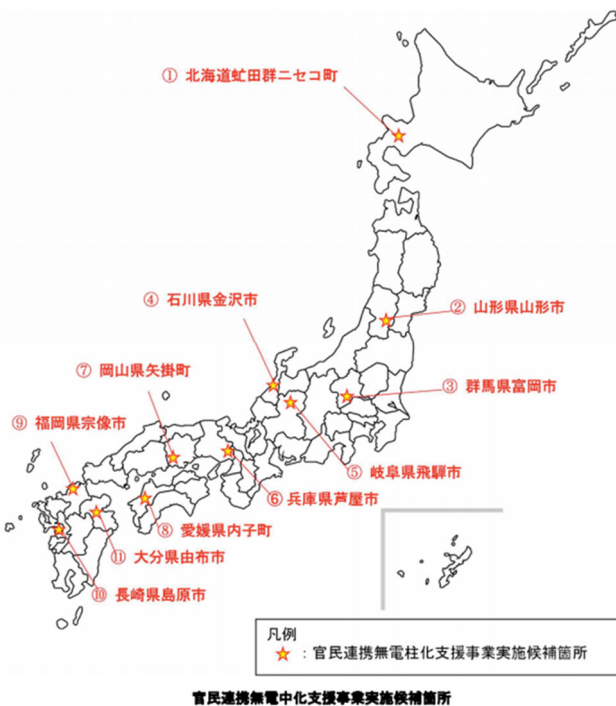 ① 北海道虻田群ニセコ町
④ 石川県金沢市
② 山形県山形市
⑦ 岡山県矢掛町
③ 群馬県富岡市
⑨ 福岡県宗像市
⑤ 岐阜県飛騨市
⑥ 兵庫県芦屋市
⑧ 愛媛県内子町
⑪ 大分県由布市
⑩ 長崎県島原市
凡例
：官民連携無電柱化支援事業実施候補箇所
官民連携無電中化支援事業実施候補箇所